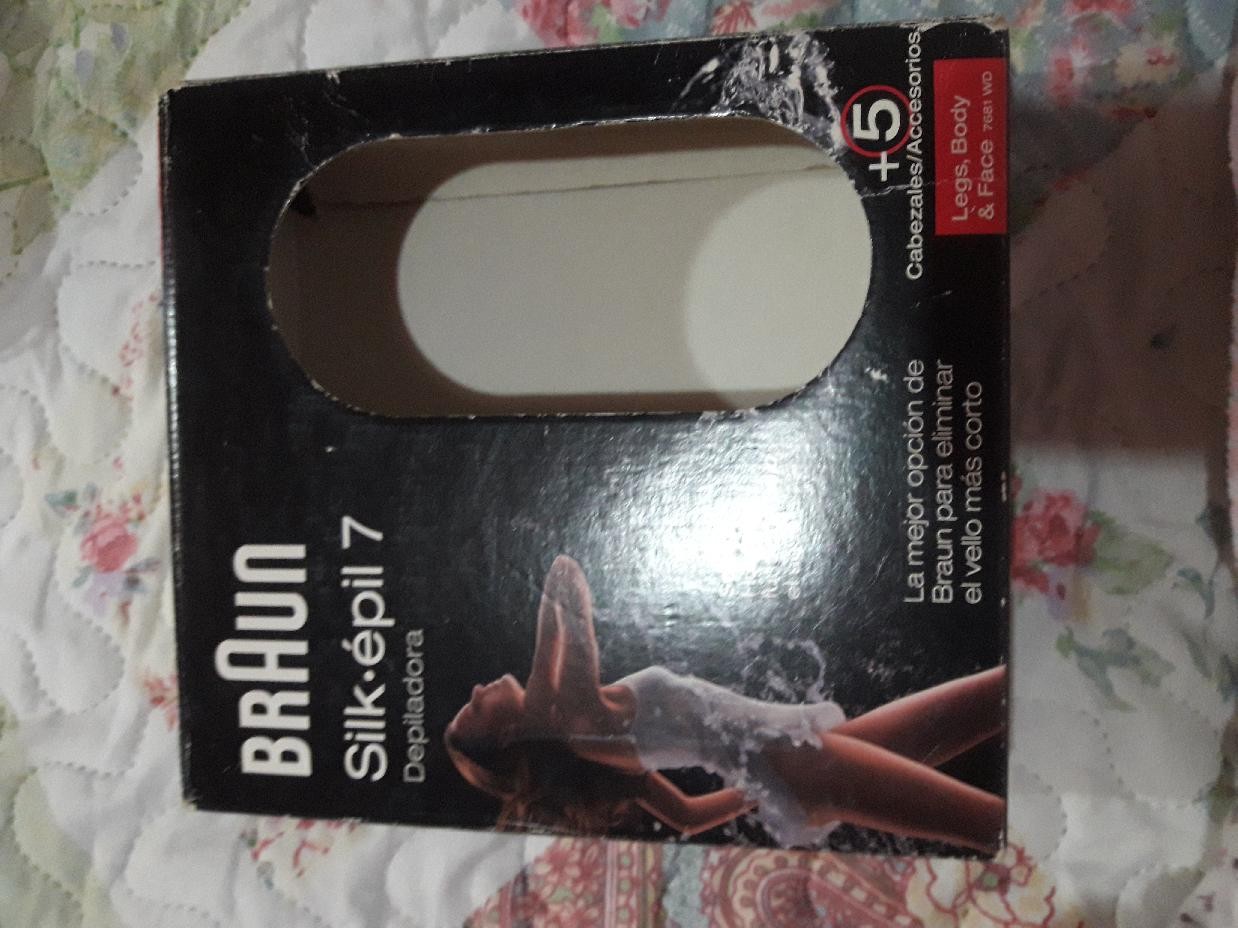 BRAUN
Silk·épil 7
Depiladora
La mejor opción de
Braun para eliminar
el vello más corto
+5
Cabezales/Accesorios
Legs, Body
& Face 7681 WD